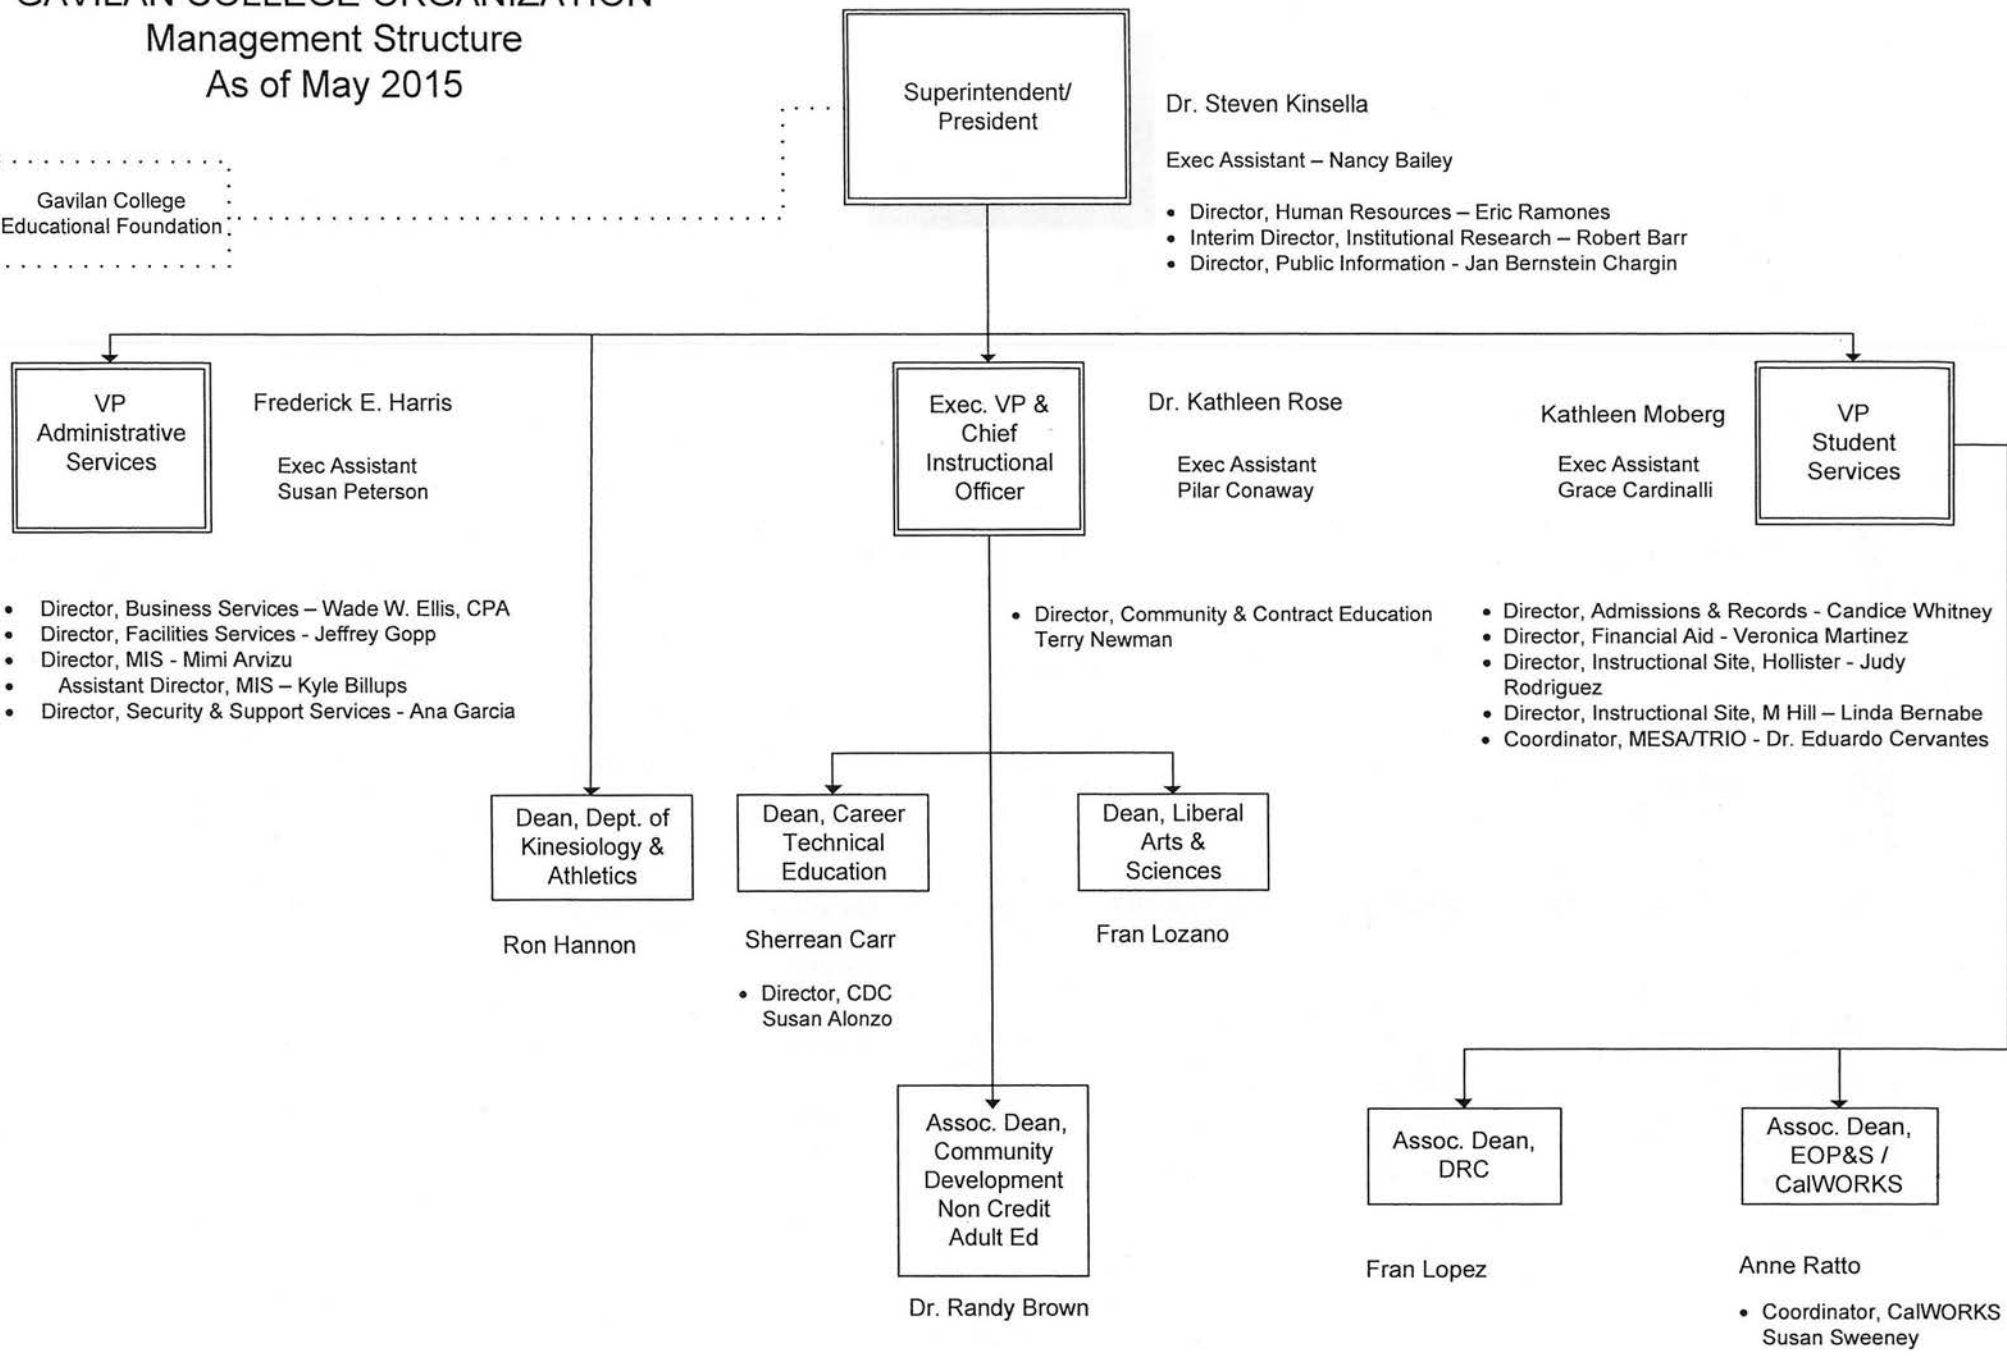 GAVILAN COLLEGE ORGANIZATION
Management Structure
As of May 2015
Superintendent/
President
Dr. Steven Kinsella
Exec Assistant – Nancy Bailey
• Director, Human Resources – Eric Ramones
• Interim Director, Institutional Research – Robert Barr
• Director, Public Information - Jan Bernstein Chargin
Gavilan College
Educational Foundation
VP
Administrative
Services
Frederick E. Harris
Exec Assistant
Susan Peterson
Exec. VP &
Chief
Instructional
Officer
Dr. Kathleen Rose
Exec Assistant
Pilar Conaway
Kathleen Moberg
Exec Assistant
Grace Cardinalli
VP
Student
Services
• Director, Business Services – Wade W. Ellis, CPA
• Director, Facilities Services - Jeffrey Gopp
• Director, MIS - Mimi Arvizu
• Assistant Director, MIS – Kyle Billups
• Director, Security & Support Services - Ana Garcia
• Director, Community & Contract Education
Terry Newman
• Director, Admissions & Records - Candice Whitney
• Director, Financial Aid - Veronica Martinez
• Director, Instructional Site, Hollister - Judy
Rodriguez
• Director, Instructional Site, M Hill – Linda Bernabe
• Coordinator, MESA/TRIO - Dr. Eduardo Cervantes
Dean, Dept. of
Kinesiology &
Athletics
Ron Hannon
Dean, Career
Technical
Education
Sherrean Carr
• Director, CDC
Susan Alonzo
Dean, Liberal
Arts &
Sciences
Fran Lozano
Assoc. Dean,
Community
Development
Non Credit
Adult Ed
Dr. Randy Brown
Assoc. Dean,
DRC
Fran Lopez
Assoc. Dean,
EOP&S /
CalWORKS
Anne Ratto
• Coordinator, CalWORKS
Susan Sweeney